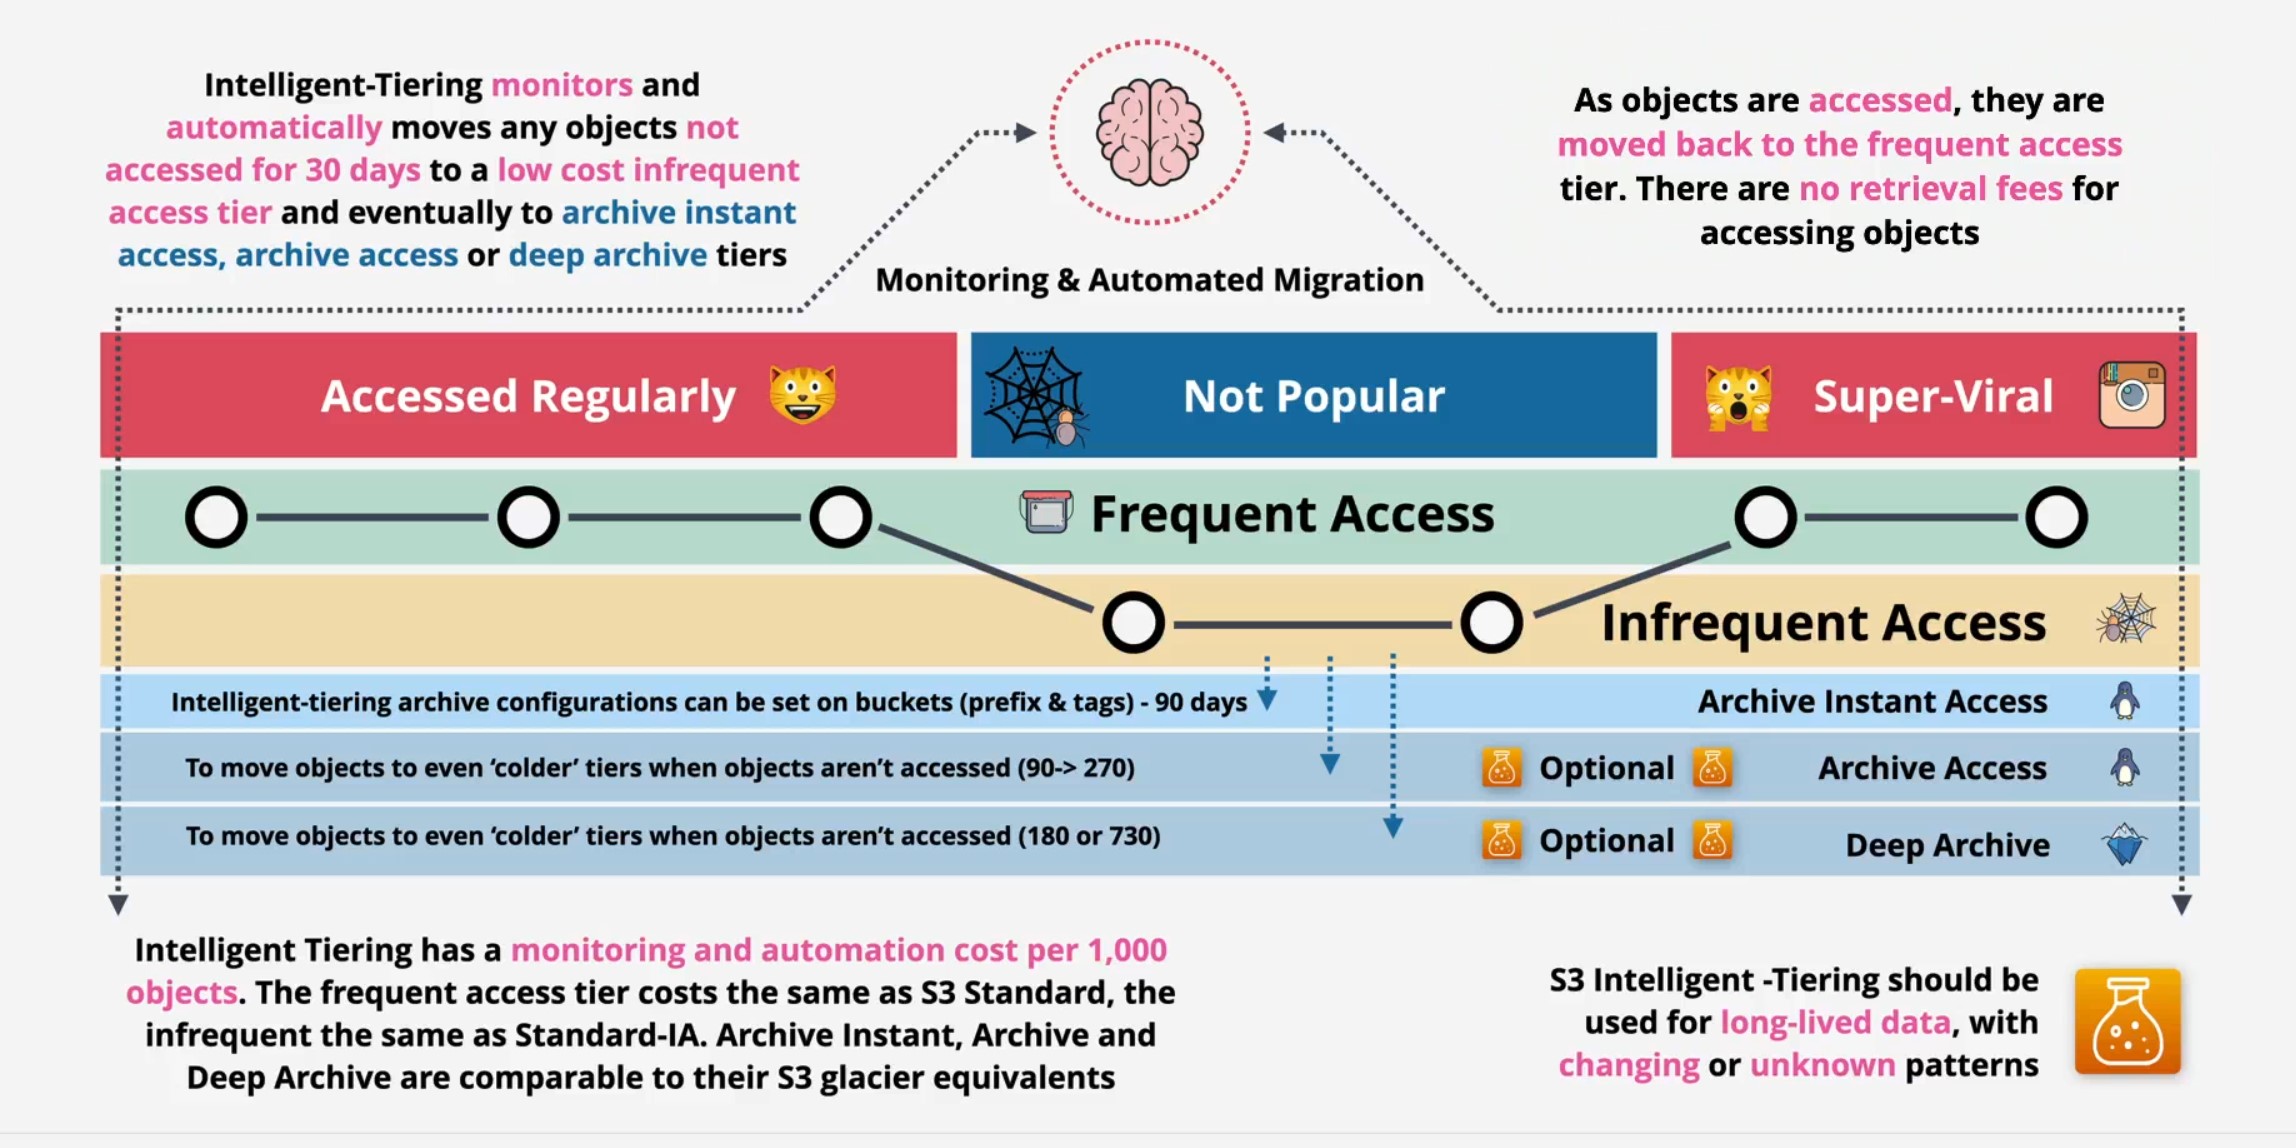 Intelligent-Tiering monitors and
automatically moves any objects not
accessed for 30 days to a low cost infrequent
access tier and eventually to archive instant
access, archive access or deep archive tiers
As objects are accessed, they are
moved back to the frequent access
tier. There are no retrieval fees for
accessing objects
Monitoring & Automated Migration
Accessed Regularly
Not Popular
Super-Viral
Frequent Access
Infrequent Access
Intelligent-tiering archive configurations can be set on buckets (prefix & tags) - 90 days
Archive Instant Access
To move objects to even ‘colder’ tiers when objects aren’t accessed (90-> 270)
Optional
Archive Access
To move objects to even ‘colder’ tiers when objects aren’t accessed (180 or 730)
Optional
Deep Archive
Intelligent Tiering has a monitoring and automation cost per 1,000
objects. The frequent access tier costs the same as S3 Standard, the
infrequent the same as Standard-IA. Archive Instant, Archive and
Deep Archive are comparable to their S3 glacier equivalents
S3 Intelligent -Tiering should be
used for long-lived data, with
changing or unknown patterns